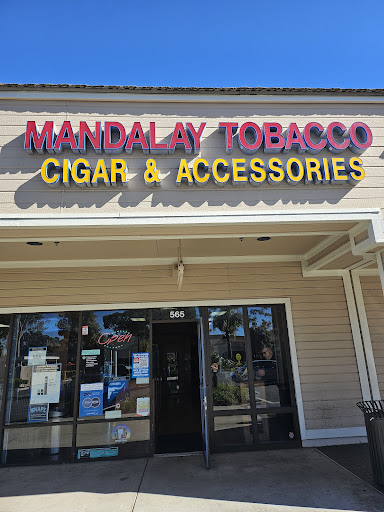 MANDALAY TOBACCO
CIGAR & ACCESSORIES
565
Open